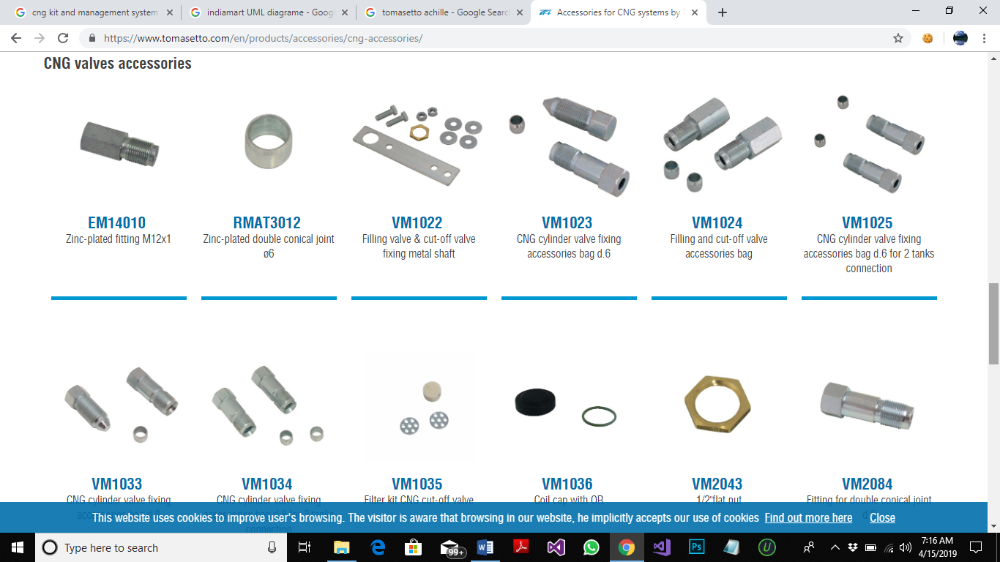 cng kit and management system
indiamart UML diagrame - Goog
tomasetto achille - Google Searc
Accessories for CNG systems by T
https://www.tomasetto.com/en/products/accessories/cng-accessories/
CNG valves accessories
EM14010
Zinc-plated fitting M12x1
RMAT3012
Zinc-plated double conical joint
ø6
VM1022
Filling valve & cut-off valve
fixing metal shaft
VM1023
CNG cylinder valve fixing
accessories bag d.6
VM1024
Filling and cut-off valve
accessories bag
VM1025
CNG cylinder valve fixing
accessories bag d.6 for 2 tanks
connection
VM1033
CNG cylinder valve fixing
VM1034
CNG cylinder valve fixing
connection
VM1035
Filter kit CNG cut-off valve
VM1036
Coil cap with OR
VM2043
1/2"flat nut
VM2084
Fitting for double conical joint
This website uses cookies to improve user's browsing. The visitor is aware that browsing in our website, he implicitly accepts our use of cookies Find out more here Close
Type here to search
99+
7:16 AM
4/15/2019